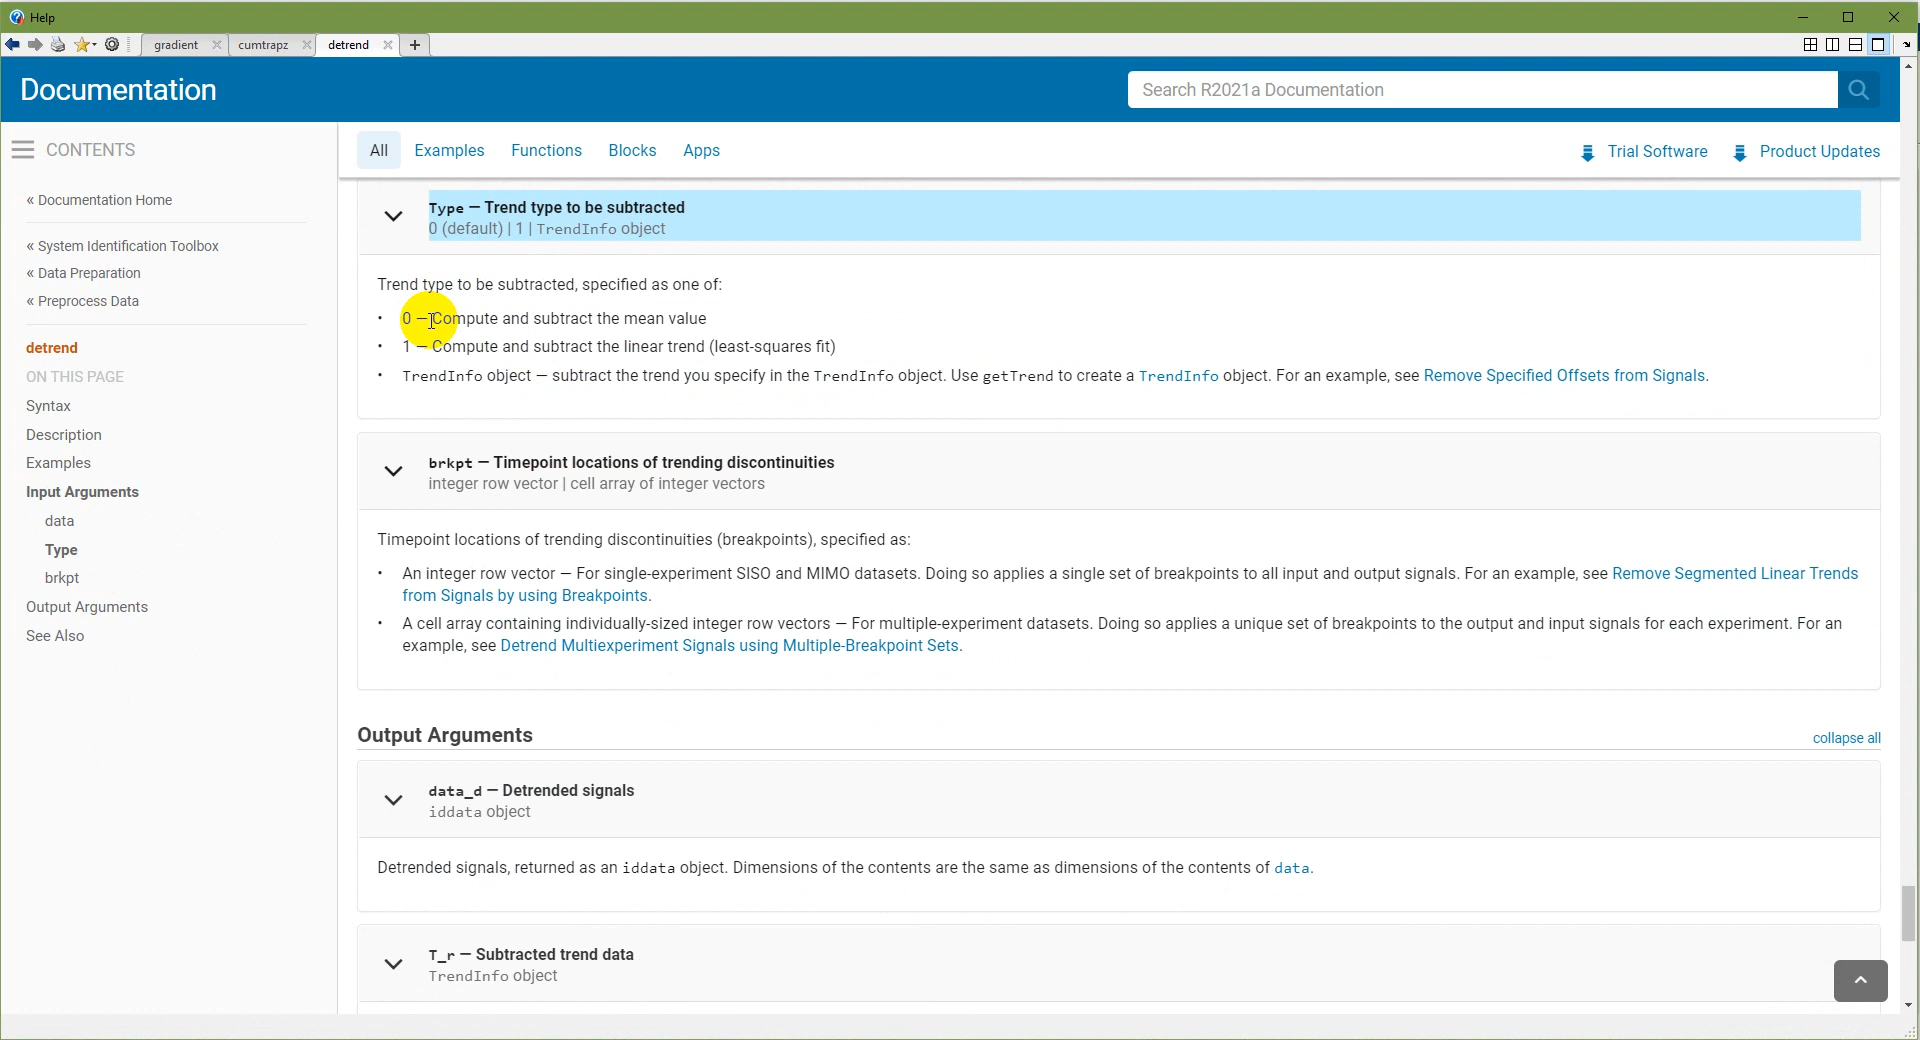 Help
gradient
cumtrapz
detrend
Documentation
Search R2021a Documentation
CONTENTS
« Documentation Home
« System Identification Toolbox
« Data Preparation
« Preprocess Data
detrend
ON THIS PAGE
Syntax
Description
Examples
Input Arguments
data
Type
brkpt
Output Arguments
See Also
All Examples Functions Blocks Apps
Trial Software Product Updates
Type — Trend type to be subtracted
0 (default) | 1 | TrendInfo object
Trend type to be subtracted, specified as one of:
• 0 — Compute and subtract the mean value
• 1 — Compute and subtract the linear trend (least-squares fit)
• TrendInfo object — subtract the trend you specify in the TrendInfo object. Use getTrend to create a TrendInfo object. For an example, see Remove Specified Offsets from Signals.
brkpt — Timepoint locations of trending discontinuities
integer row vector | cell array of integer vectors
Timepoint locations of trending discontinuities (breakpoints), specified as:
• An integer row vector — For single-experiment SISO and MIMO datasets. Doing so applies a single set of breakpoints to all input and output signals. For an example, see Remove Segmented Linear Trends
from Signals by using Breakpoints.
• A cell array containing individually-sized integer row vectors — For multiple-experiment datasets. Doing so applies a unique set of breakpoints to the output and input signals for each experiment. For an
example, see Detrend Multiexperiment Signals using Multiple-Breakpoint Sets.
Output Arguments
collapse all
data_d — Detrended signals
iddata object
Detrended signals, returned as an iddata object. Dimensions of the contents are the same as dimensions of the contents of data.
T_r — Subtracted trend data
TrendInfo object